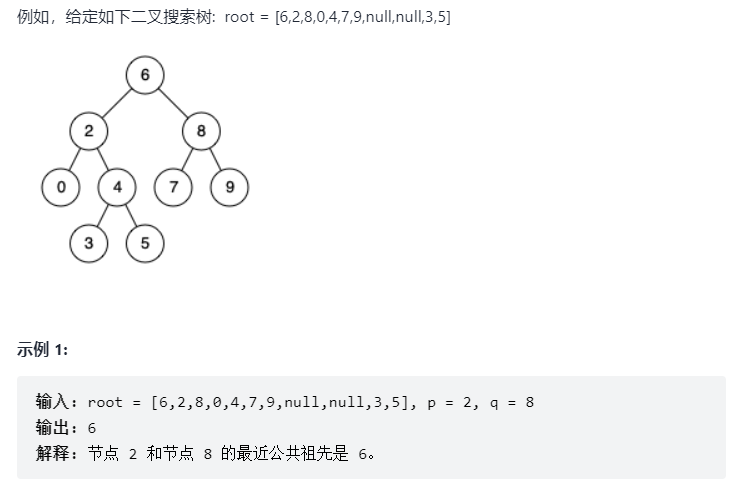 例如，给定如下二叉搜索树: root = [6,2,8,0,4,7,9,null,null,3,5]
6
2 8
0 4 7 9
3 5
示例 1:
输入: root = [6,2,8,0,4,7,9,null,null,3,5], p = 2, q = 8
输出: 6
解释: 节点 2 和节点 8 的最近公共祖先是 6。